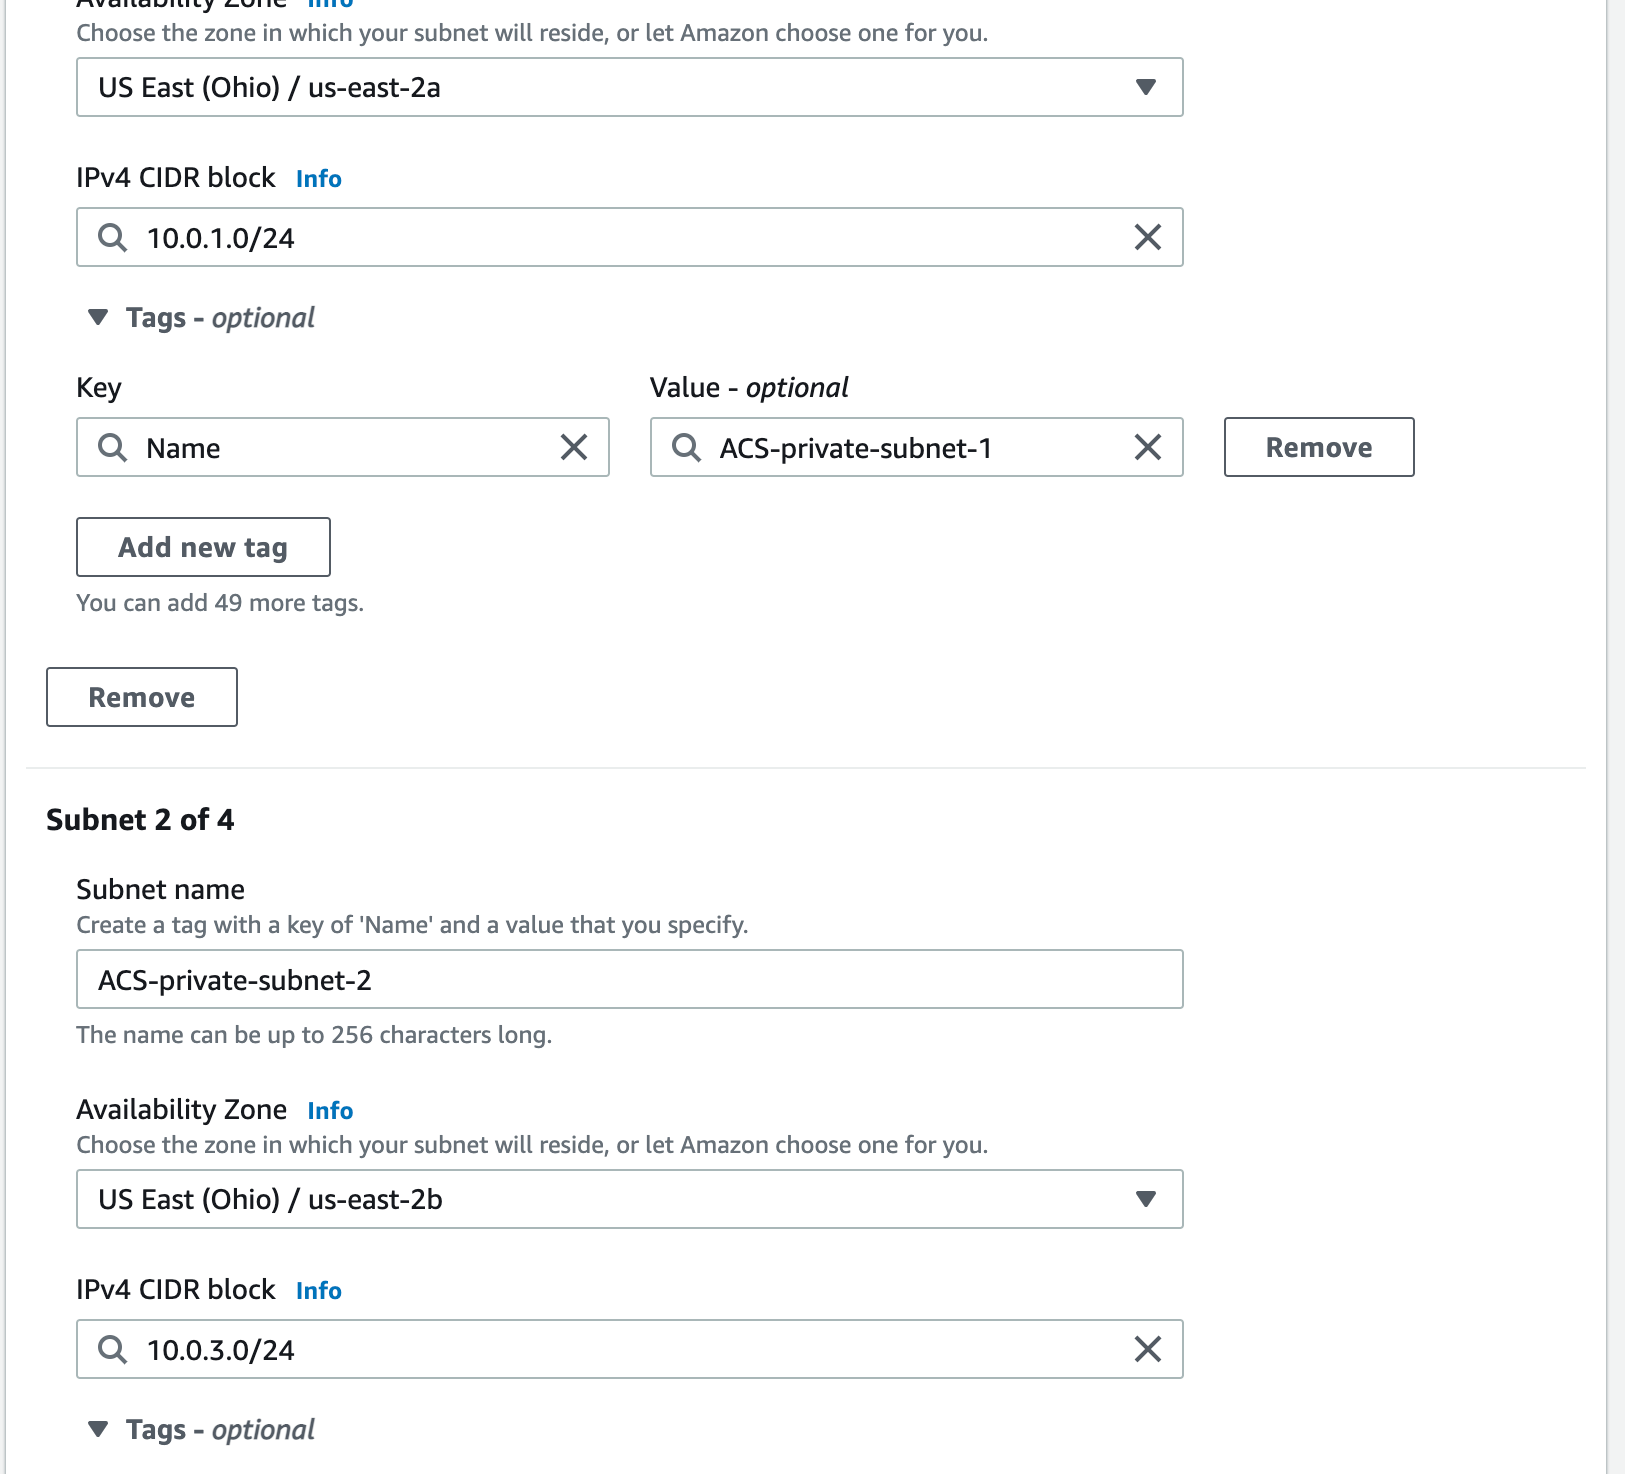 Availability Zone Info
Choose the zone in which your subnet will reside, or let Amazon choose one for you.
US East (Ohio) / us-east-2a
IPv4 CIDR block Info
10.0.1.0/24
Tags - optional
Key
Value - optional
Name
ACS-private-subnet-1
Remove
Add new tag
You can add 49 more tags.
Remove
Subnet 2 of 4
Subnet name
Create a tag with a key of 'Name' and a value that you specify.
ACS-private-subnet-2
The name can be up to 256 characters long.
Availability Zone Info
Choose the zone in which your subnet will reside, or let Amazon choose one for you.
US East (Ohio) / us-east-2b
IPv4 CIDR block Info
10.0.3.0/24
Tags - optional